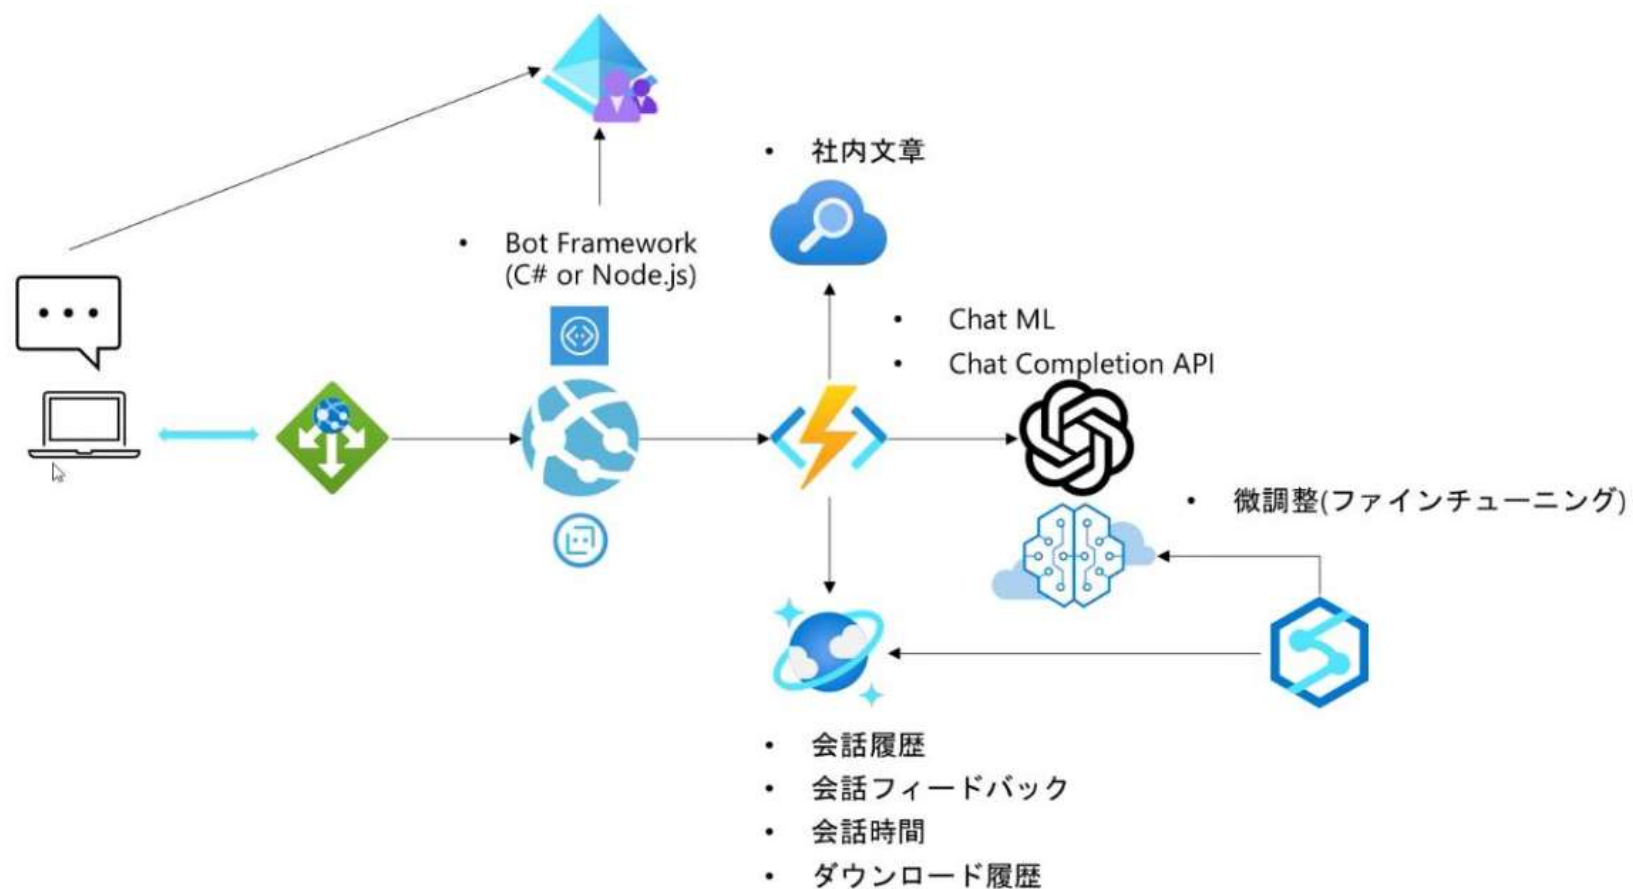 • 社内文章
• Bot Framework
(C# or Node.js)
• Chat ML
• Chat Completion API
• 微調整(ファインチューニング)
• 会話履歴
• 会話フィードバック
• 会話時間
• ダウンロード履歴